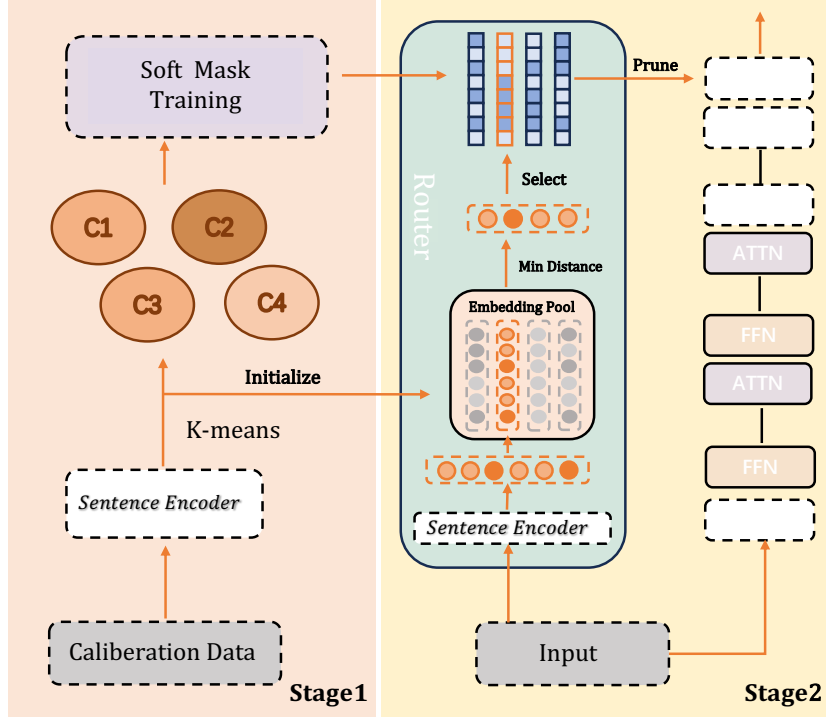 Soft Mask
Training
C1
C2
C3
C4
Initialize
K-means
Sentence Encoder
Caliberation Data
Stage1
Router
Prune
Select
Min Distance
Embedding Pool
Sentence Encoder
Input
ATTN
FFN
ATTN
FFN
Stage2